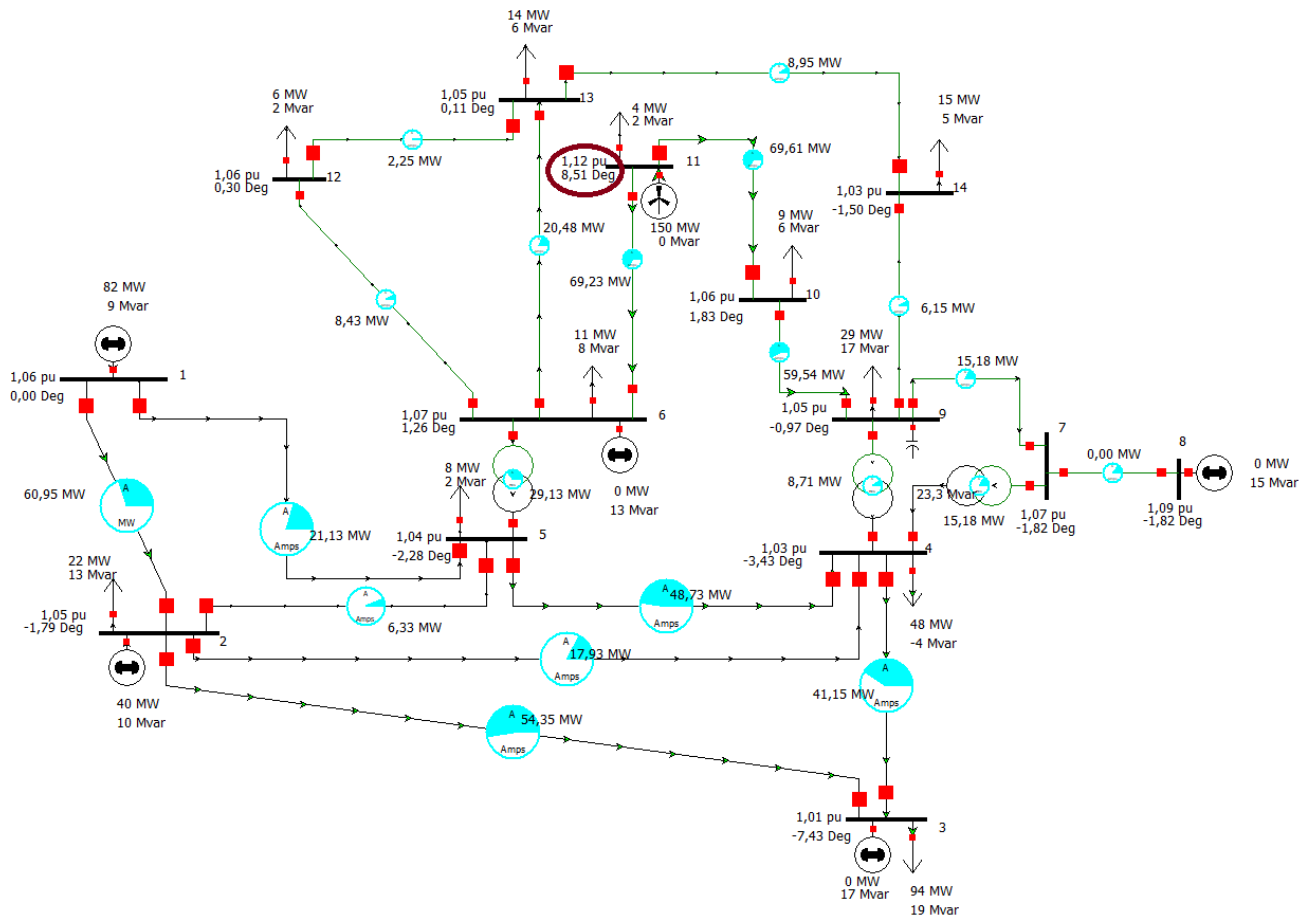 14 MW
6 Mvar
8,95 MW
1,05 pu
0,11 Deg
13
6 MW
2 Mvar
2,25 MW
1,06 pu
0,30 Deg
12
4 MW
2 Mvar
1,12 pu
8,51 Deg
11
69,61 MW
15 MW
5 Mvar
1,03 pu
-1,50 Deg
14
150 MW
0 Mvar
20,48 MW
69,23 MW
9 MW
6 Mvar
1,06 pu
1,83 Deg
10
6,15 MW
82 MW
9 Mvar
8,43 MW
11 MW
8 Mvar
29 MW
17 Mvar
59,54 MW
15,18 MW
1,06 pu
0,00 Deg
1
1,07 pu
1,26 Deg
6
1,05 pu
-0,97 Deg
9
7
0,00 MW
8
0 MW
15 Mvar
8 MW
2 Mvar
29,13 MW
0 MW
13 Mvar
8,71 MW
23,3 Mvar
15,18 MW
1,07 pu
-1,82 Deg
1,09 pu
-1,82 Deg
60,95 MW
A
MW
A
Amps
21,13 MW
1,04 pu
-2,28 Deg
5
1,03 pu
-3,43 Deg
4
22 MW
13 Mvar
1,05 pu
-1,79 Deg
2
A
Amps
6,33 MW
A
Amps
48,73 MW
48 MW
-4 Mvar
A
Amps
17,93 MW
40 MW
10 Mvar
A
Amps
41,15 MW
A
Amps
54,35 MW
1,01 pu
-7,43 Deg
3
0 MW
17 Mvar
94 MW
19 Mvar